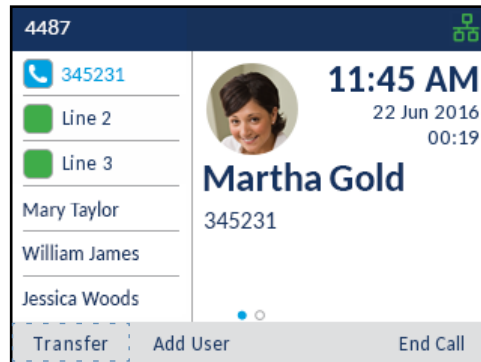 4487
345231
Line 2
Line 3
Mary Taylor
William James
Jessica Woods
11:45 AM
22 Jun 2016
00:19
Martha Gold
345231
Transfer
Add User
End Call